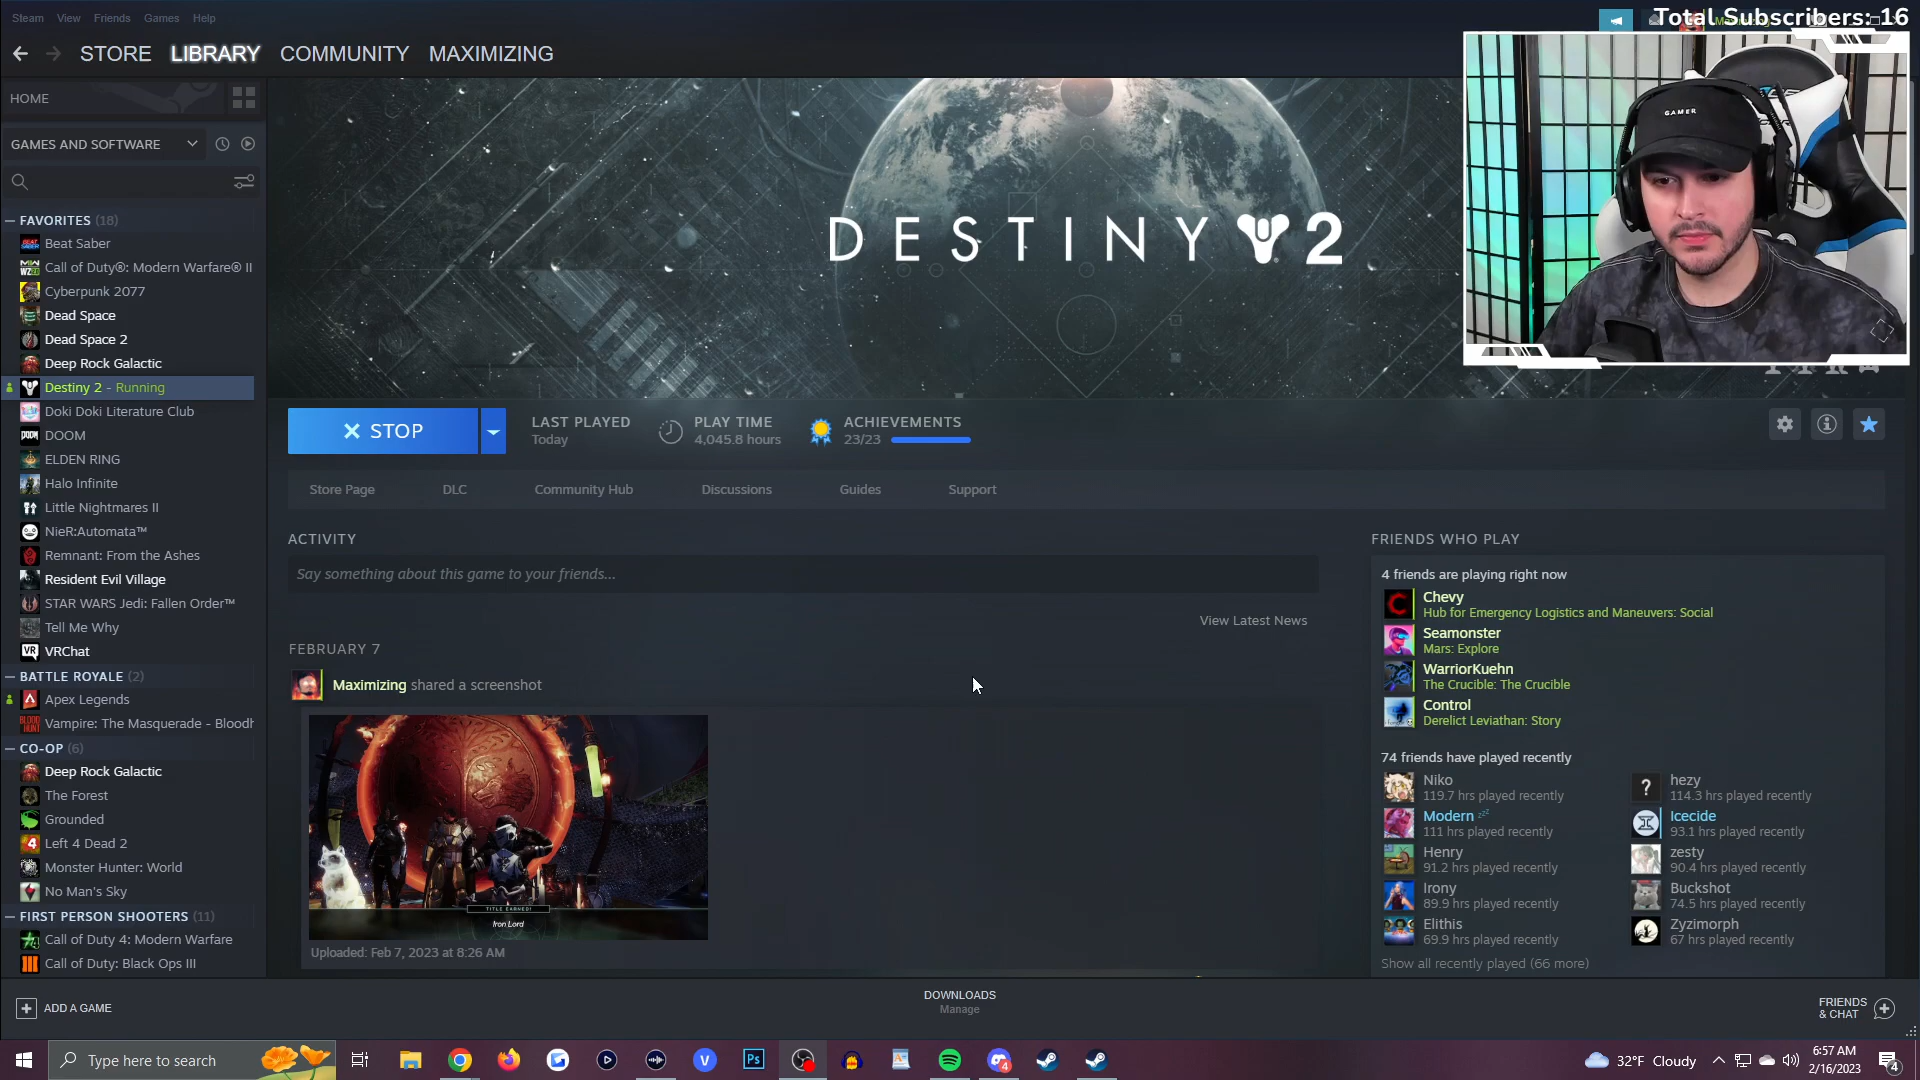 Steam View Friends Games Help
Total Subscribers: 16
STORE LIBRARY COMMUNITY MAXIMIZING
HOME
GAMES AND SOFTWARE
FAVORITES (18)
Beat Saber
Call of Duty®: Modern Warfare® II
Cyberpunk 2077
Dead Space
Dead Space 2
Deep Rock Galactic
Destiny 2 - Running
Doki Doki Literature Club
DOOM
ELDEN RING
Halo Infinite
Little Nightmares II
NieR:Automata™
Remnant: From the Ashes
Resident Evil Village
STAR WARS Jedi: Fallen Order™
Tell Me Why
VRChat
BATTLE ROYALE (2)
Apex Legends
Vampire: The Masquerade - Bloodh
CO-OP (6)
Deep Rock Galactic
The Forest
Grounded
Left 4 Dead 2
Monster Hunter: World
No Man's Sky
FIRST PERSON SHOOTERS (11)
Call of Duty 4: Modern Warfare
Call of Duty: Black Ops III
ADD A GAME
DESTINY 2
GAMER
STOP
LAST PLAYED
Today
PLAY TIME
4,045.8 hours
ACHIEVEMENTS
23/23
Store Page DLC Community Hub Discussions Guides Support
ACTIVITY
Say something about this game to your friends...
View Latest News
FEBRUARY 7
Maximizing shared a screenshot
TITLE EARNED!
Iron Lord
Uploaded: Feb 7, 2023 at 8:26 AM
FRIENDS WHO PLAY
4 friends are playing right now
Chevy
Hub for Emergency Logistics and Maneuvers: Social
Seamonster
Mars: Explore
WarriorKuehn
The Crucible: The Crucible
Control
Derelict Leviathan: Story
74 friends have played recently
Niko
119.7 hrs played recently
hezy
114.3 hrs played recently
Modern zzz
111 hrs played recently
Icecide
93.1 hrs played recently
Henry
91.2 hrs played recently
zesty
90.4 hrs played recently
Irony
89.9 hrs played recently
Buckshot
74.5 hrs played recently
Elithis
69.9 hrs played recently
Zyzimorph
67 hrs played recently
Show all recently played (66 more)
DOWNLOADS
Manage
FRIENDS
& CHAT
Type here to search
Ps
V
4
32°F Cloudy
6:57 AM
2/16/2023
4